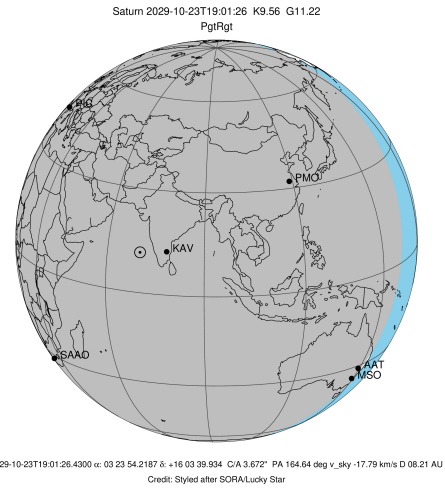 Saturn 2029-10-23T19:01:26 K9.56 G11.22
PgtRgt
PMO
KAV
SAAO
AAT
MSO
29-10-23T19:01:26.4300 α: 03 23 54.2187 δ: +16 03 39.934 C/A 3.672" PA 164.64 deg v_sky -17.79 km/s D 08.21 AU
Credit: Styled after SORA/Lucky Star